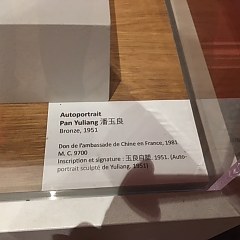 Autoportrait
Pan Yuliang 潘玉良
Bronze, 1951
Don de l'ambassade de Chine en France, 1981
M. C. 9700
Inscription et signature : 玉良自塑, 1951. (Auto-
portrait sculpté de Yuliang, 1951)